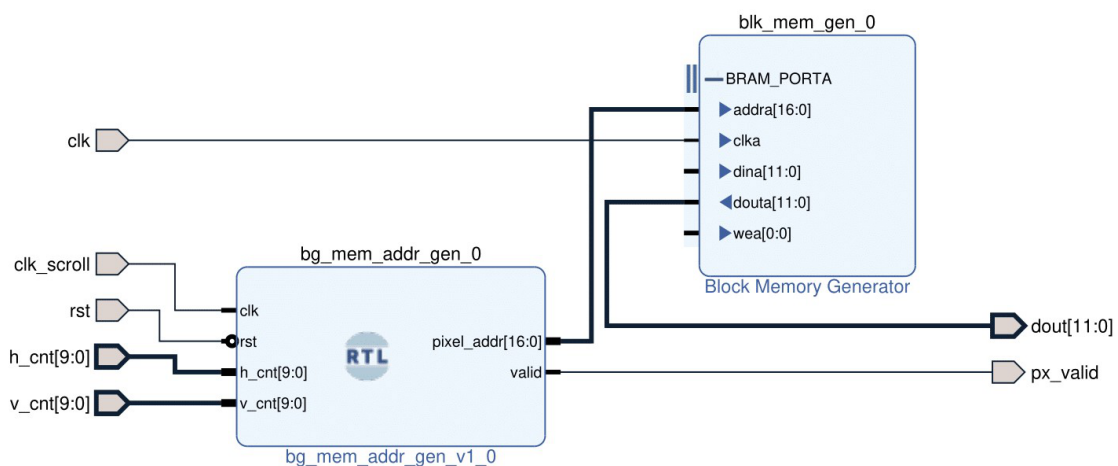 blk_mem_gen_0
BRAM_PORTA
addra[16:0]
clk
clka
dina[11:0]
douta[11:0]
wea[0:0]
Block Memory Generator
bg_mem_addr_gen_0
clk_scroll
clk
rst
rst
RTL
pixel_addr[16:0]
dout[11:0]
h_cnt[9:0]
h_cnt[9:0]
valid
px_valid
v_cnt[9:0]
v_cnt[9:0]
bg_mem_addr_gen_v1_0